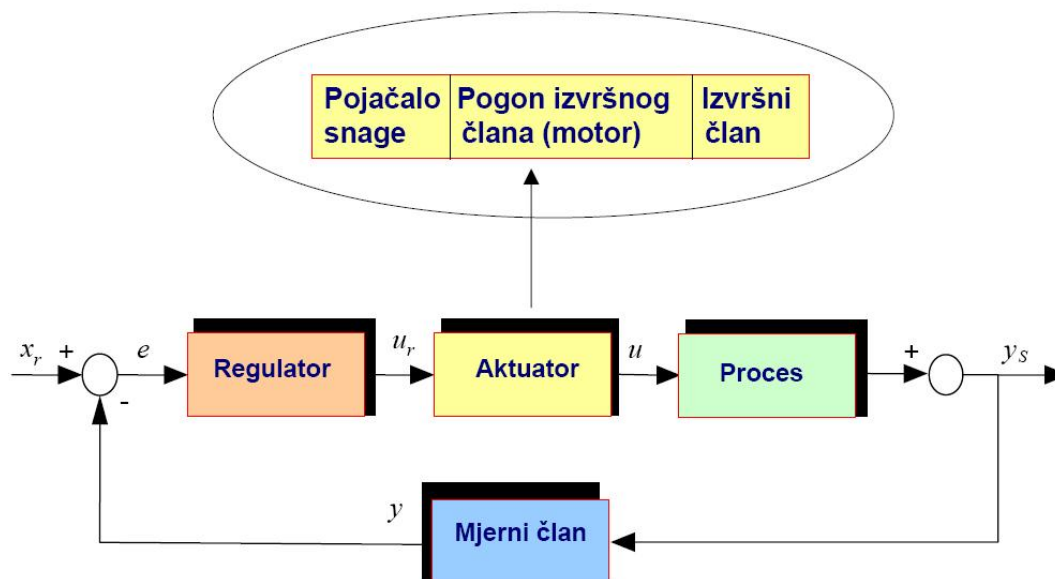 Pojačalo snage
Pogon izvršnog člana (motor)
Izvršni član
x_r + e
-
Regulator
u_r
Aktuator
u
Proces
+
y_S
y
Mjerni član